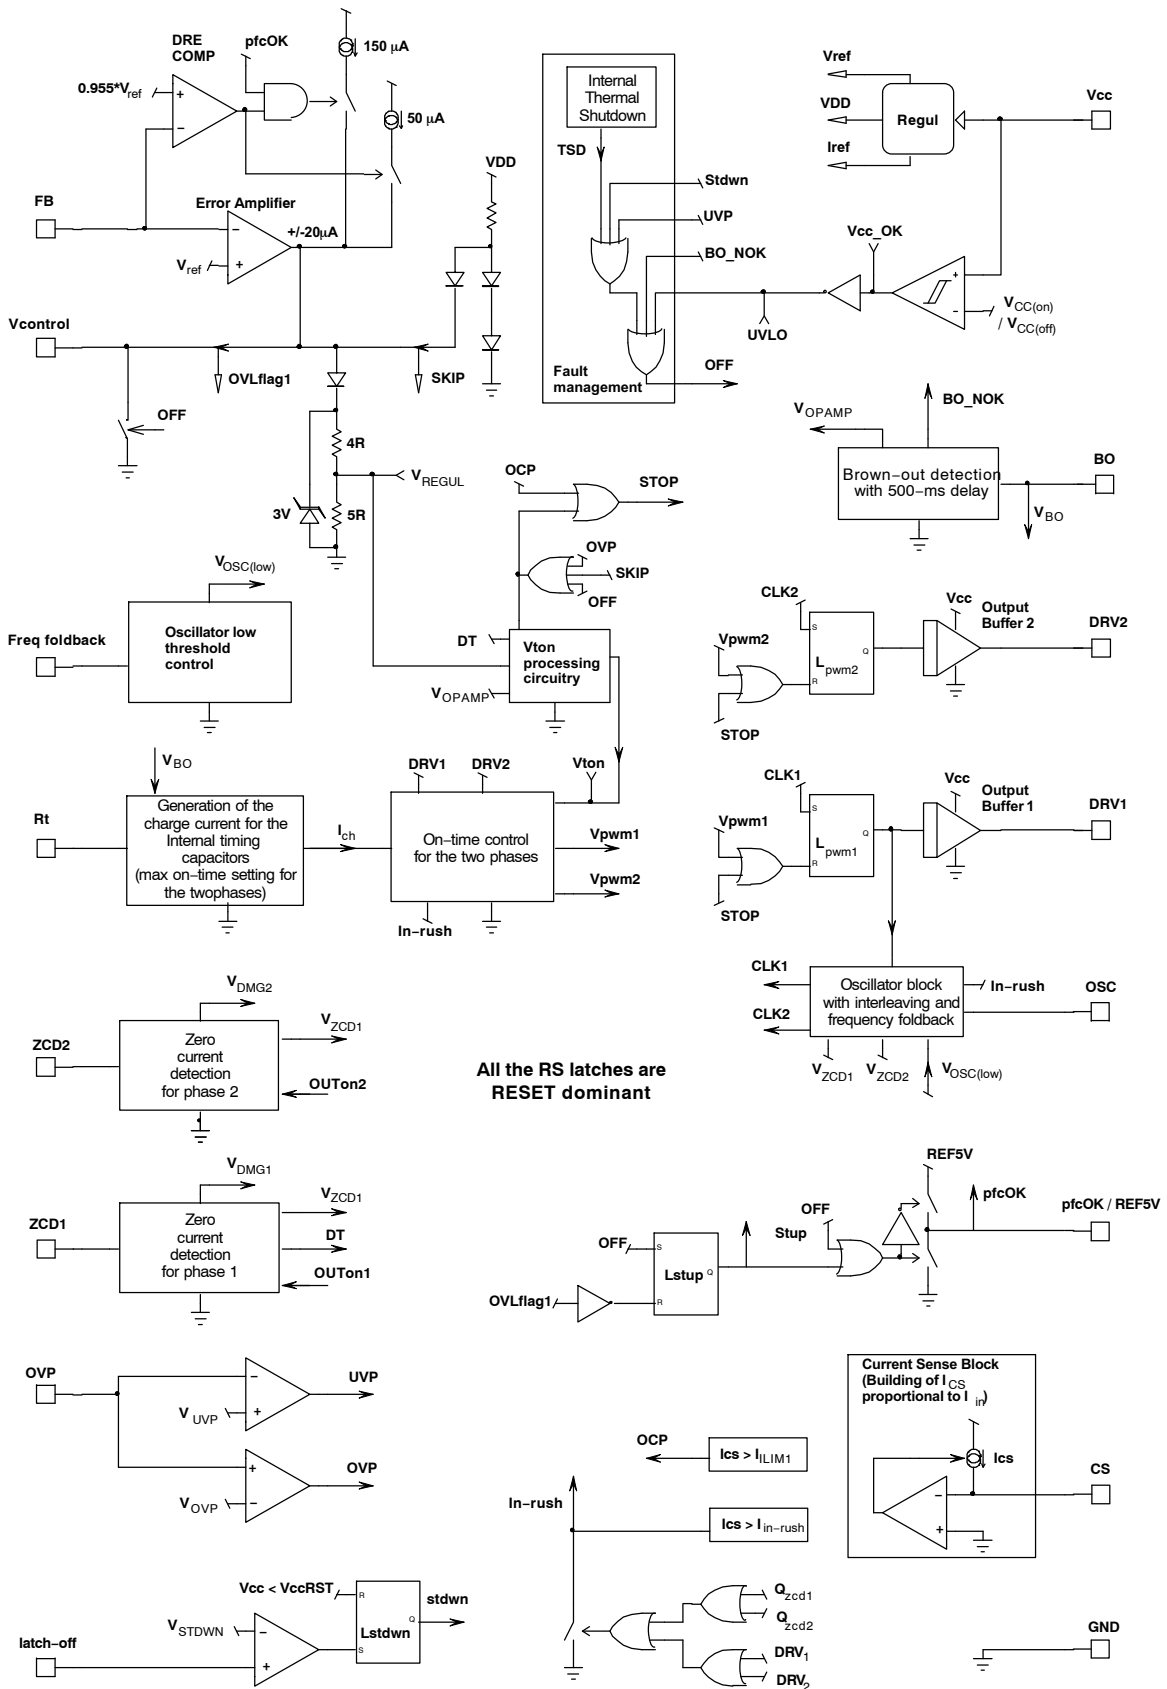 DRE
COMP
pfcOK
150 µA
0.955*Vref
+
−
50 µA
FB
Error Amplifier
+/-20µA
−
+
Vref
VDD
Vcontrol
OVLflag1
SKIP
OFF
4R
5R
3V
VREGUL
Internal
Thermal
Shutdown
TSD
Stdwn
UVP
BO_NOK
UVLO
OFF
Fault
management
Vref
VDD
Iref
Regul
Vcc
Vcc_OK
+
−
VCC(on)
/ VCC(off)
BO_NOK
VOPAMP
Brown−out detection
with 500−ms delay
BO
VBO
OCP
STOP
OVP
SKIP
OFF
DT
Vton
processing
circuitry
VOPAMP
VOSC(low)
Freq foldback
Oscillator low
threshold
control
CLK2
Vpwm2
STOP
S
R
Q
Lpwm2
Vcc
Output
Buffer 2
DRV2
VBO
Rt
Generation of the
charge current for the
Internal timing
capacitors
(max on−time setting for
the twophases)
Ich
DRV1
DRV2
Vton
On−time control
for the two phases
Vpwm1
Vpwm2
In−rush
CLK1
Vpwm1
STOP
S
R
Q
Lpwm1
Vcc
Output
Buffer 1
DRV1
CLK1
CLK2
Oscillator block
with interleaving and
frequency foldback
In−rush
OSC
VZCD1
VZCD2
VOSC(low)
VDMG2
ZCD2
Zero
current
detection
for phase 2
VZCD1
OUTon2
All the RS latches are
RESET dominant
VDMG1
ZCD1
Zero
current
detection
for phase 1
VZCD1
DT
OUTon1
OFF
OVLflag1
S
R
Q
Lstup
Stup
OFF
REF5V
pfcOK
pfcOK / REF5V
OVP
−
+
VUVP
UVP
+
−
VOVP
OVP
OCP
Ics > IILIM1
In−rush
Ics > Iin−rush
Current Sense Block
(Building of ICS
proportional to Iin)
Ics
−
+
CS
latch−off
VSTDWN
−
+
Vcc < VccRST
R
S
Q
Lstdwn
stdwn
Qzcd1
Qzcd2
DRV1
DRV2
GND